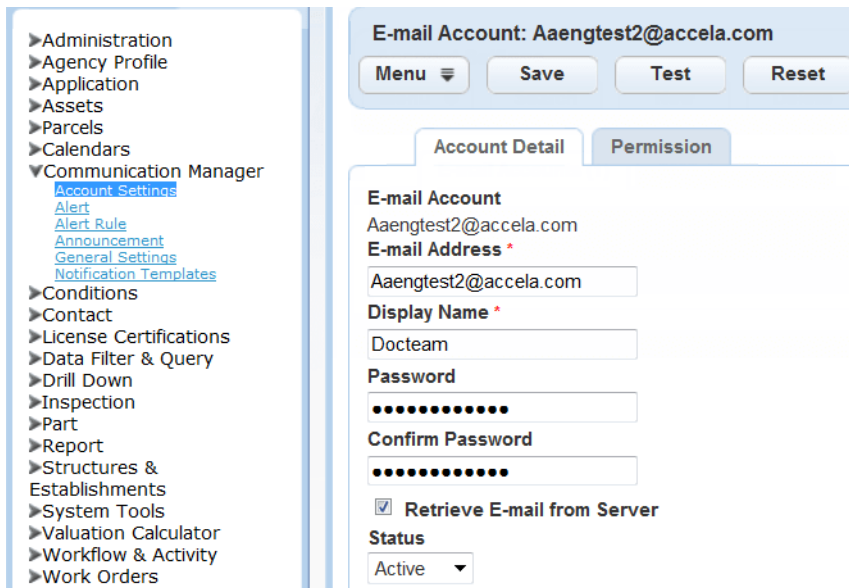 Administration
Agency Profile
Application
Assets
Parcels
Calendars
Communication Manager
Account Settings
Alert
Alert Rule
Announcement
General Settings
Notification Templates
Conditions
Contact
License Certifications
Data Filter & Query
Drill Down
Inspection
Part
Report
Structures &
Establishments
System Tools
Valuation Calculator
Workflow & Activity
Work Orders
E-mail Account: Aaengtest2@accela.com
Menu Save Test Reset
Account Detail Permission
E-mail Account
Aaengtest2@accela.com
E-mail Address *
Aaengtest2@accela.com
Display Name *
Docteam
Password
••••••••••••
Confirm Password
••••••••••••
Retrieve E-mail from Server
Status
Active